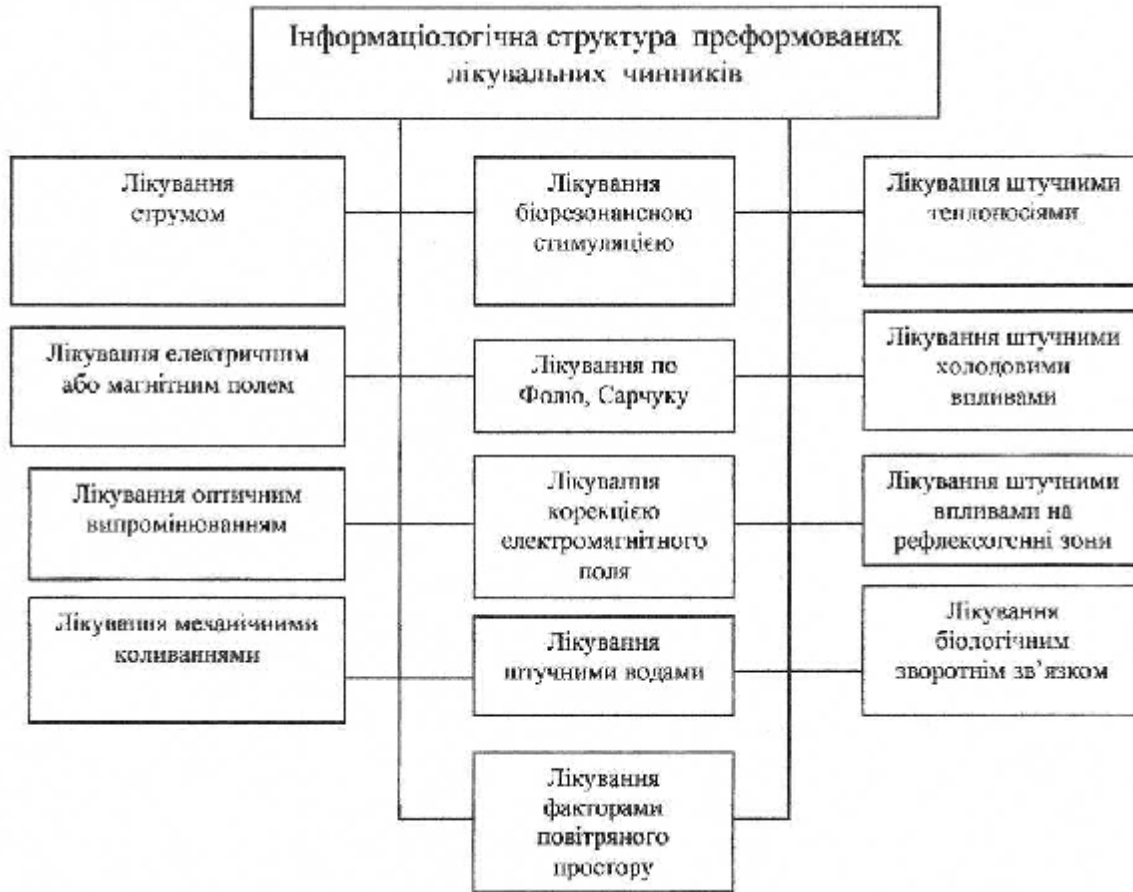 Інформаціологічна структура преформованих
лікувальних чинників
Лікування
струмом
Лікування
біорезонансною
стимуляцією
Лікування штучними
теплоносіями
Лікування електричним
або магнітним полем
Лікування по
Фолю, Сарчуку
Лікування штучними
холодовими
впливами
Лікування оптичним
випромінюванням
Лікування
корекцією
електромагнітного
поля
Лікування штучними
впливами на
рефлексогенні зони
Лікування механічними
коливаннями
Лікування
штучними водами
Лікування
біологічним
зворотнім зв’язком
Лікування
факторами
повітряного
простору